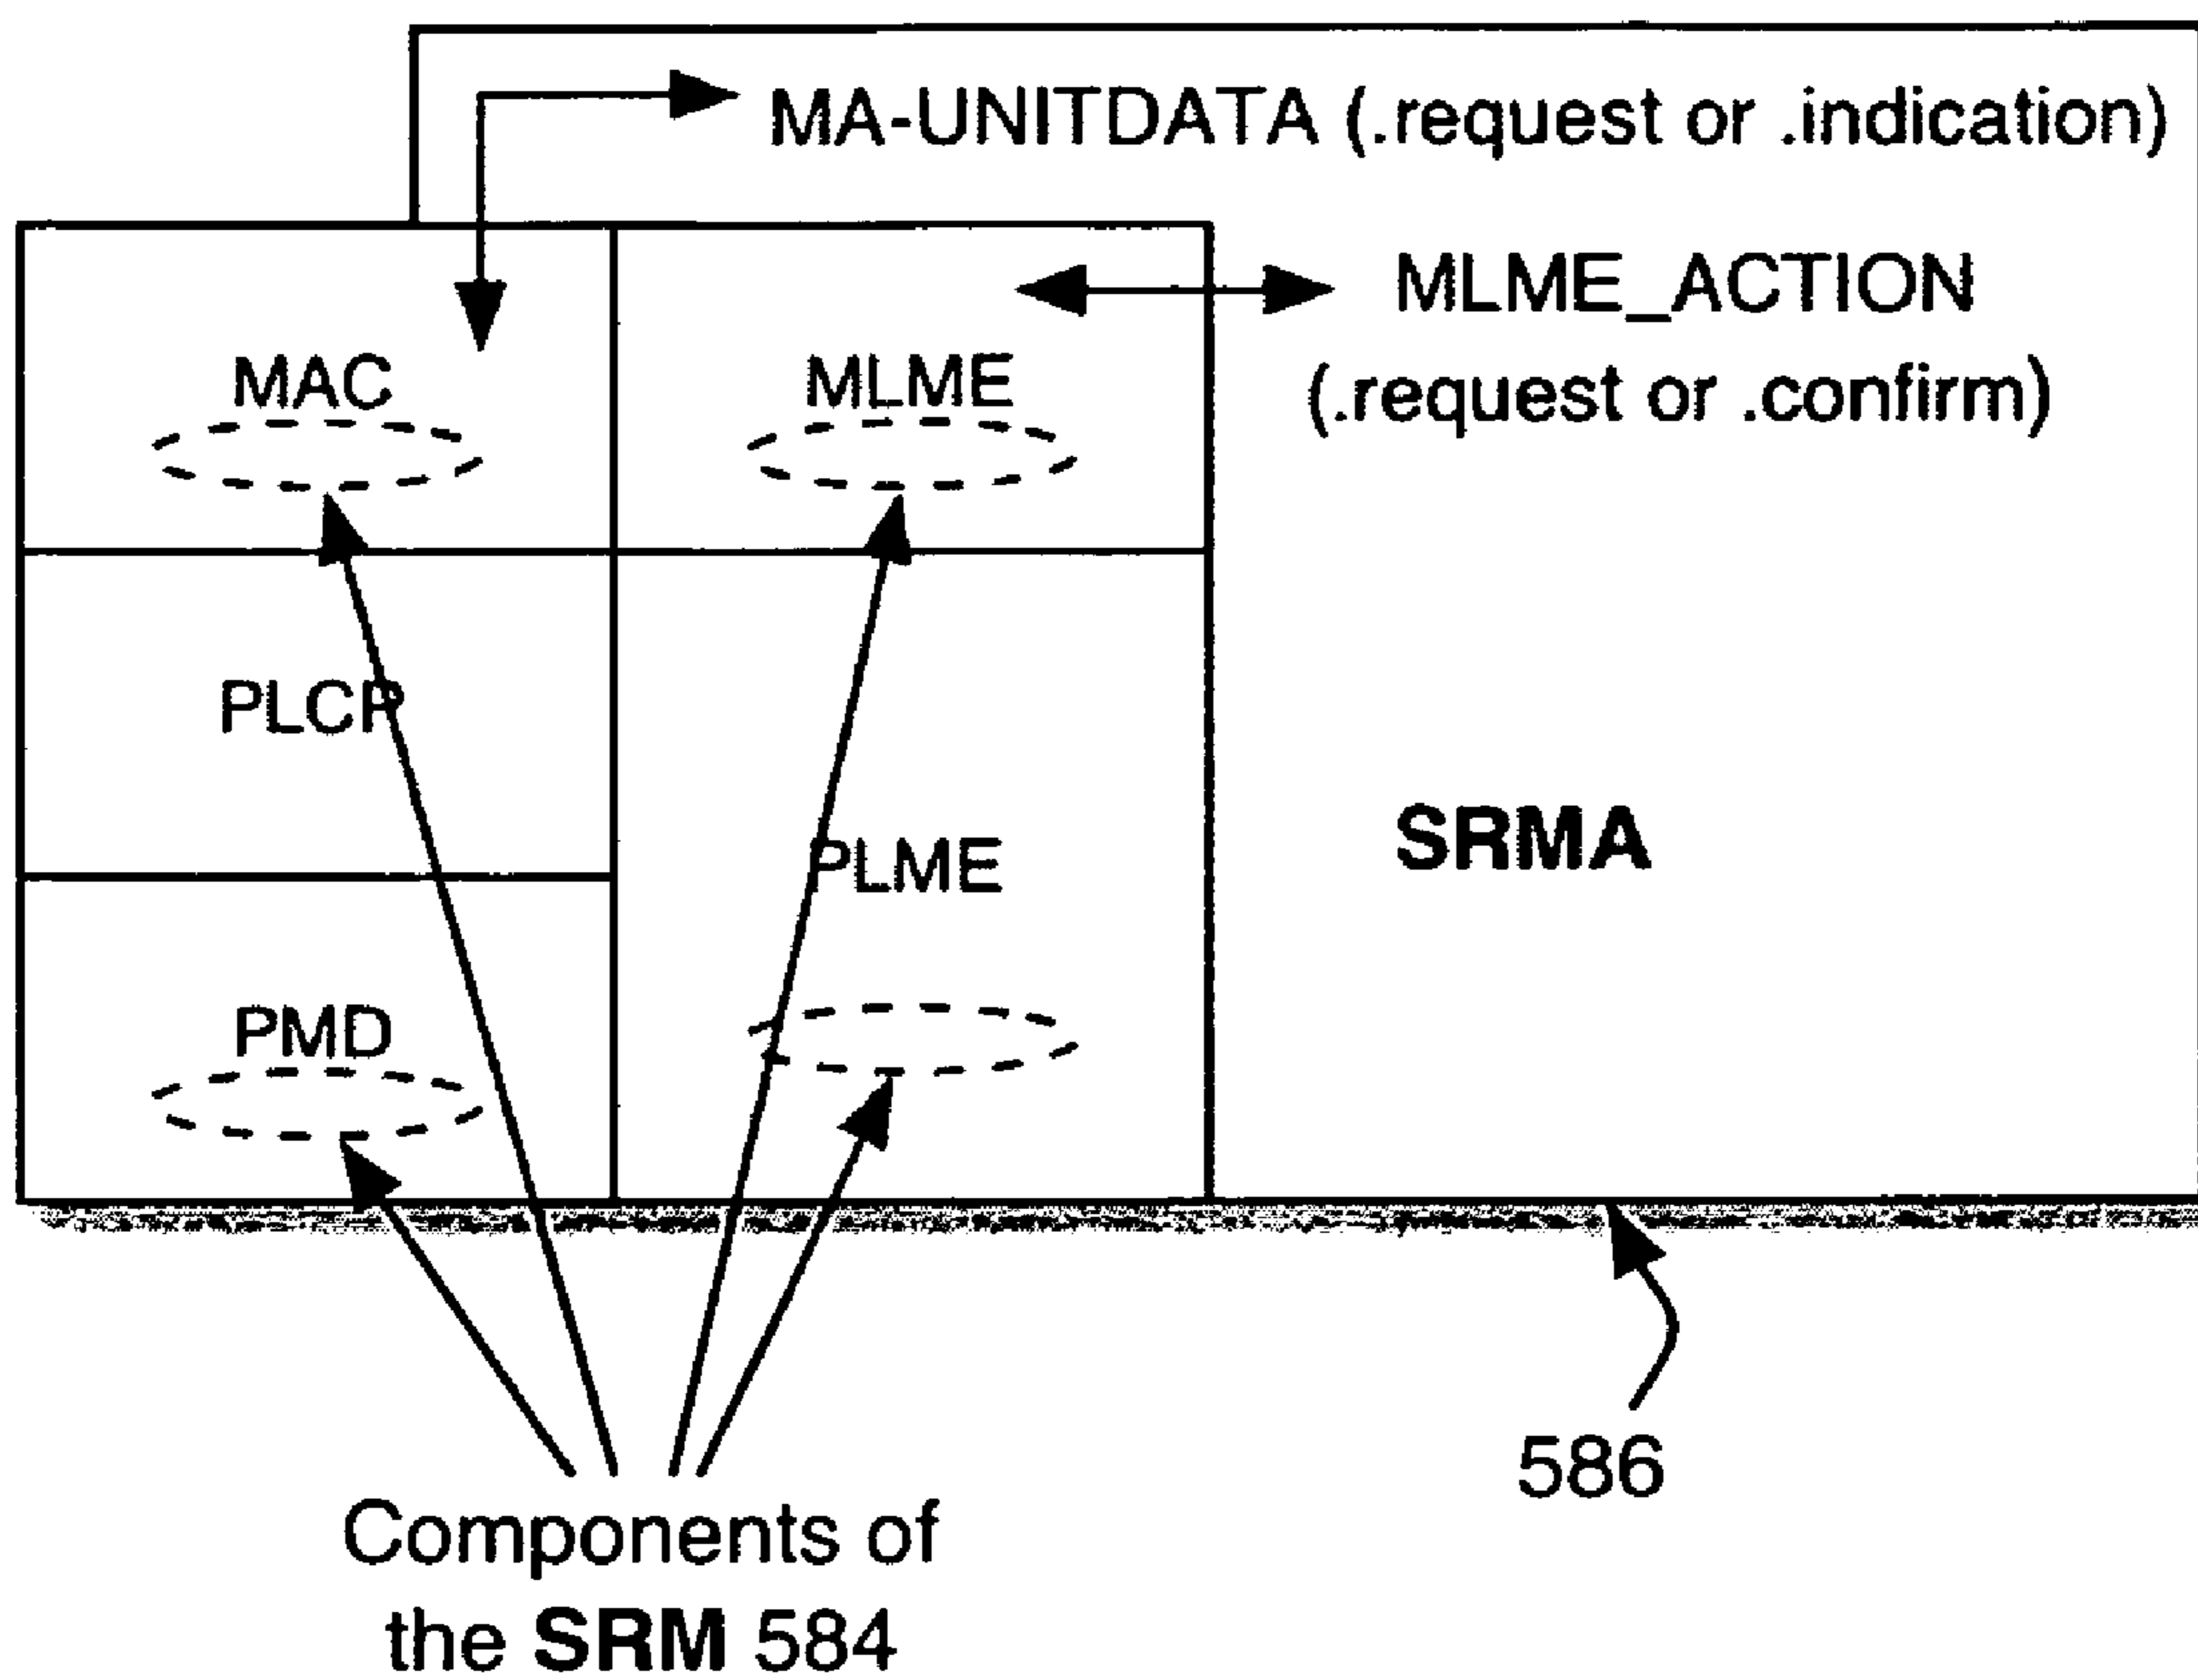 MA-UNITDATA (.request or .indication)
MLME_ACTION
(.request or .confirm)
MAC
MLME
PLCP
PLME
SRMA
PMD
586
Components of
the SRM 584